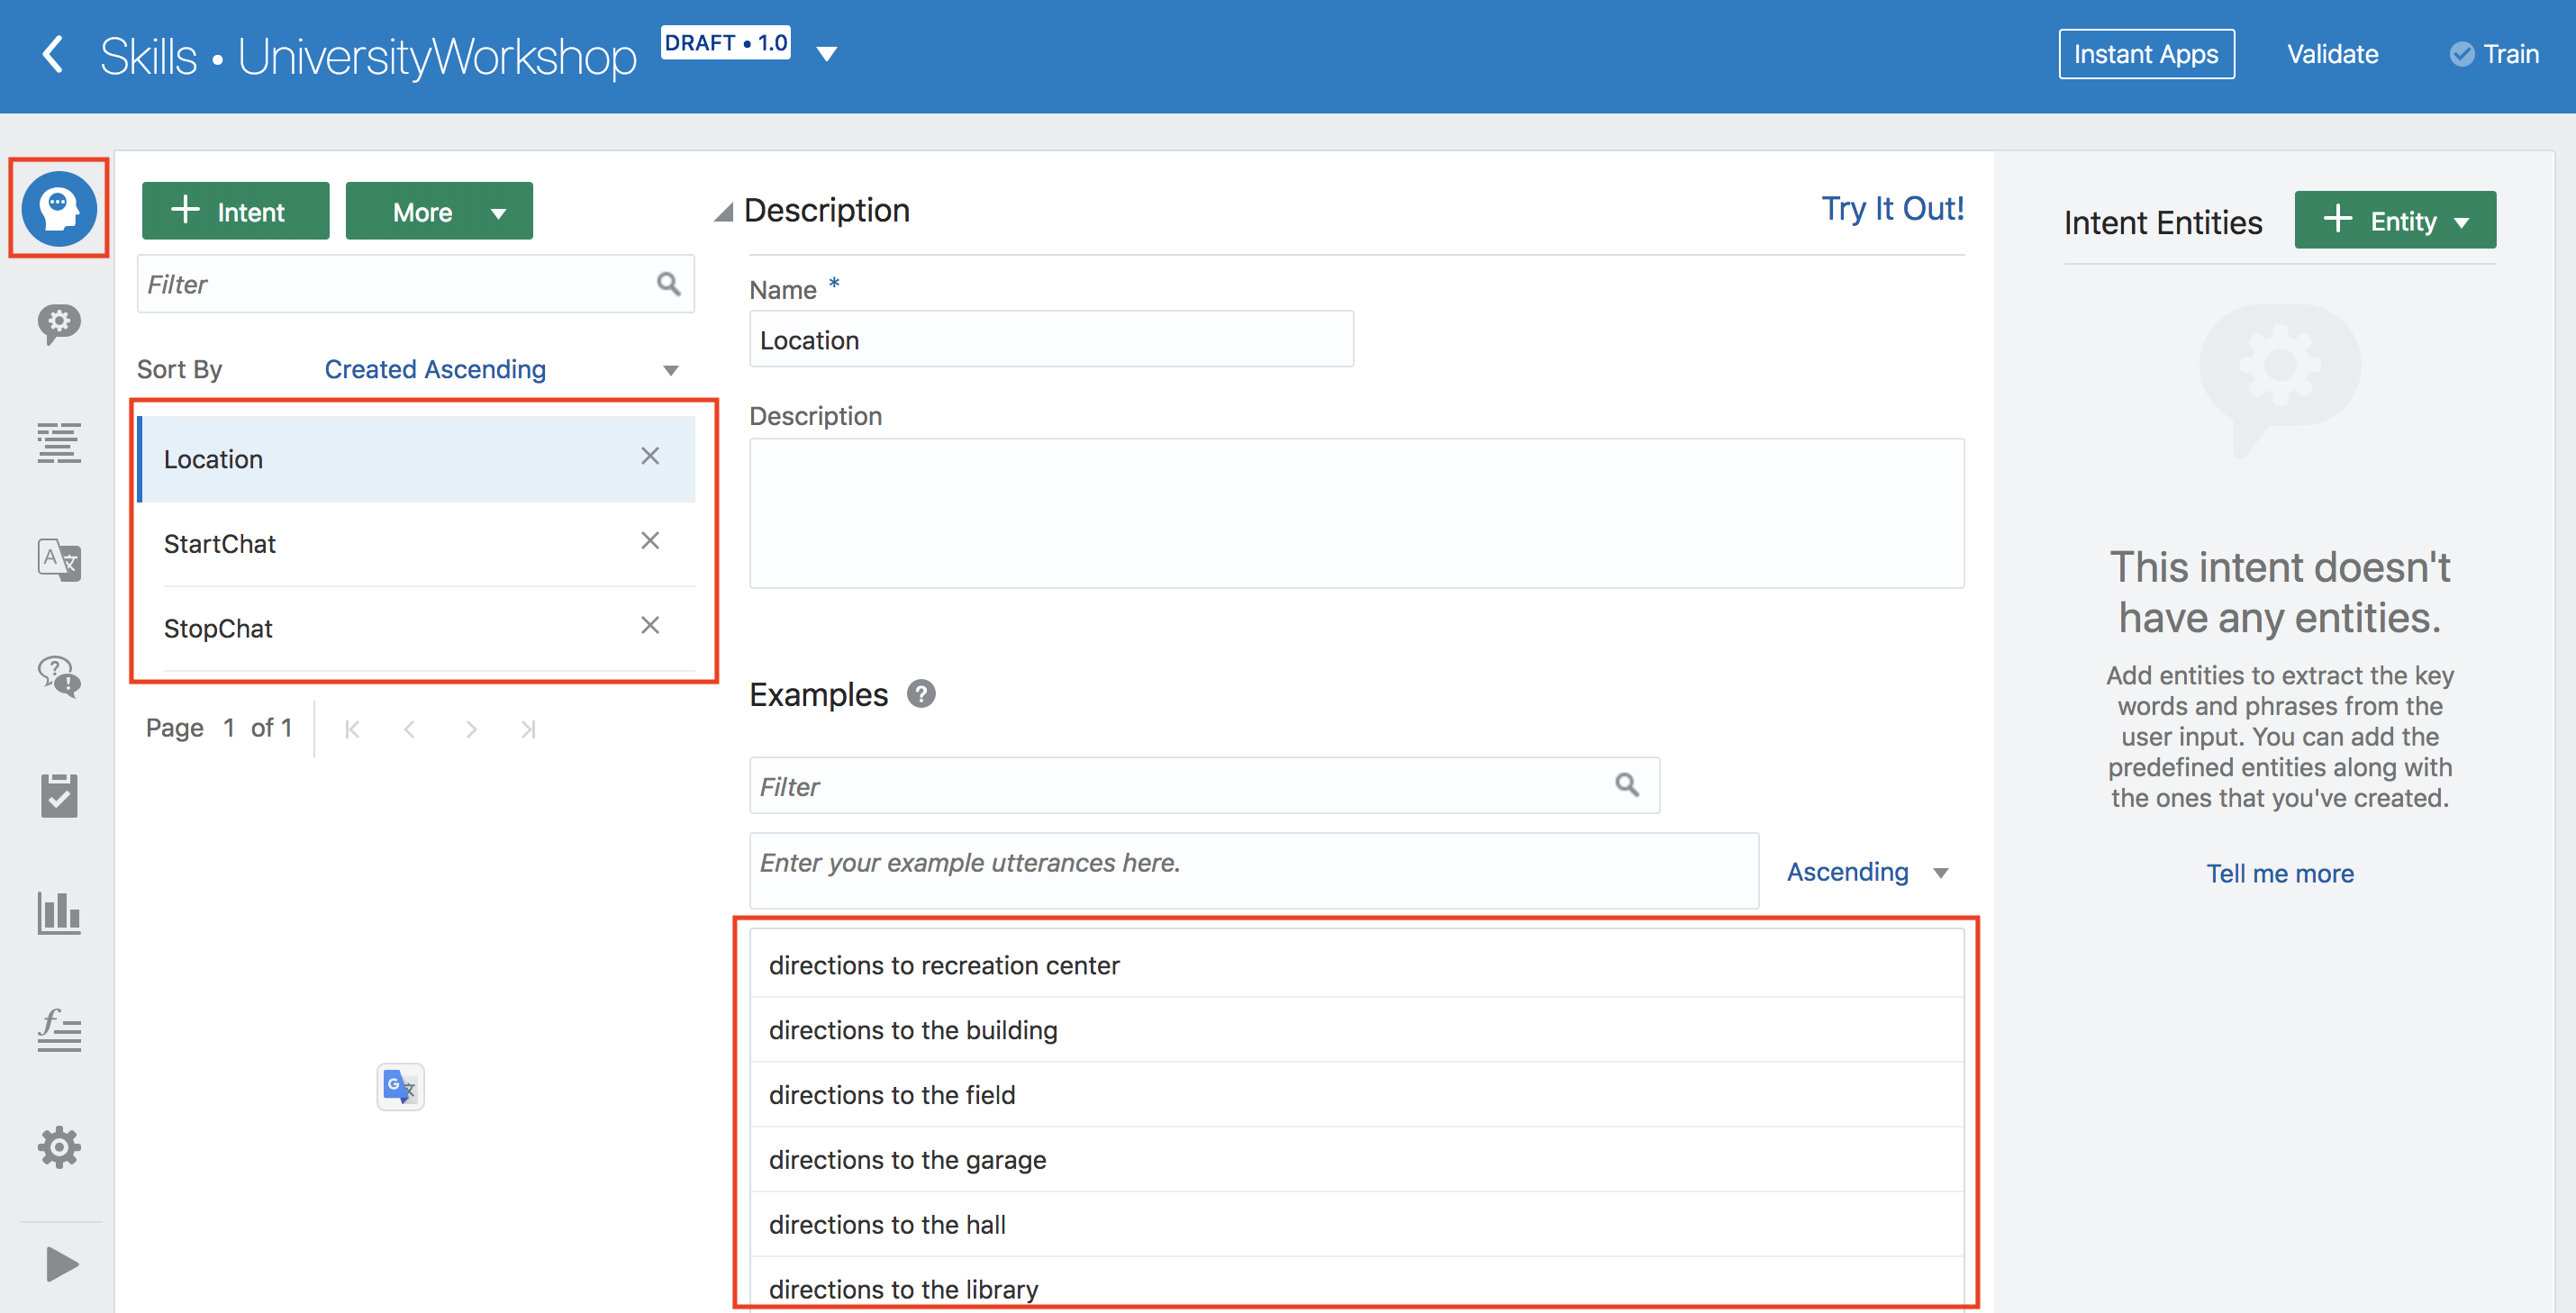 Skills • UniversityWorkshop
DRAFT • 1.0
Instant Apps
Validate
Train
Intent
More
Filter
Sort By
Created Ascending
Location
StartChat
StopChat
Page 1 of 1
Description
Try It Out!
Name *
Location
Description
Examples ?
Filter
Enter your example utterances here.
Ascending
directions to recreation center
directions to the building
directions to the field
directions to the garage
directions to the hall
directions to the library
Intent Entities
Entity
This intent doesn't
have any entities.
Add entities to extract the key
words and phrases from the
user input. You can add the
predefined entities along with
the ones that you've created.
Tell me more